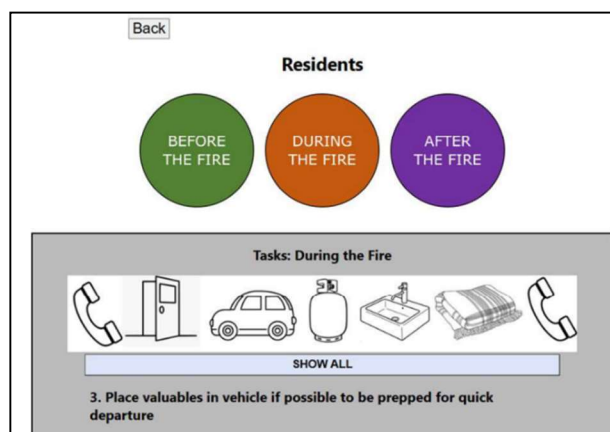 Back
Residents
BEFORE
THE FIRE
DURING
THE FIRE
AFTER
THE FIRE
Tasks: During the Fire
SHOW ALL
3. Place valuables in vehicle if possible to be prepped for quick
departure